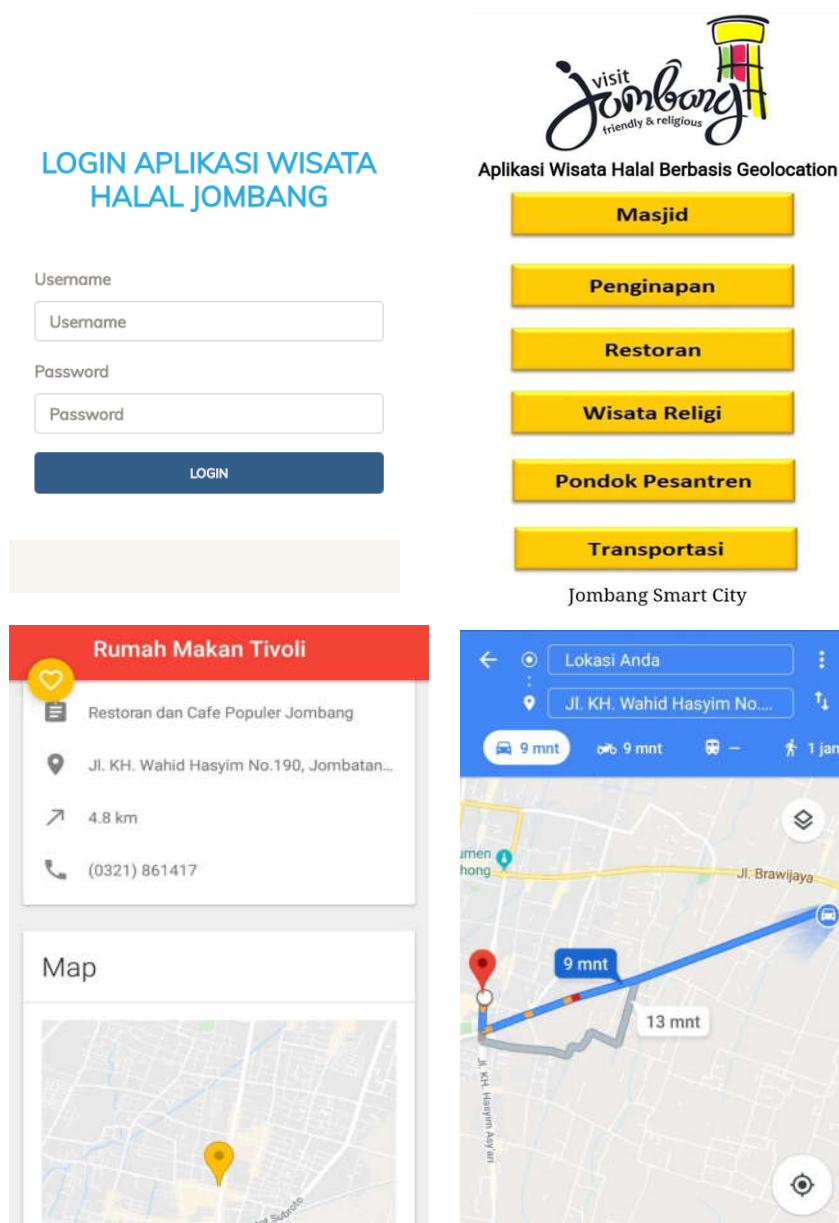 LOGIN APLIKASI WISATA
HALAL JOMBANG
Username
Username
Password
Password
LOGIN
visit
Jombang
friendly & religious
Aplikasi Wisata Halal Berbasis Geolocation
Masjid
Penginapan
Restoran
Wisata Religi
Pondok Pesantren
Transportasi
Jombang Smart City
Rumah Makan Tivoli
Restoran dan Cafe Populer Jombang
Jl. KH. Wahid Hasyim No.190, Jombatan...
4.8 km
(0321) 861417
Map
Subroto
Lokasi Anda
Jl. KH. Wahid Hasyim No....
9 mnt
9 mnt
–
1 jam
Jl. Brawijaya
9 mnt
13 mnt
Jl. KH. Hasyim Asy'ari